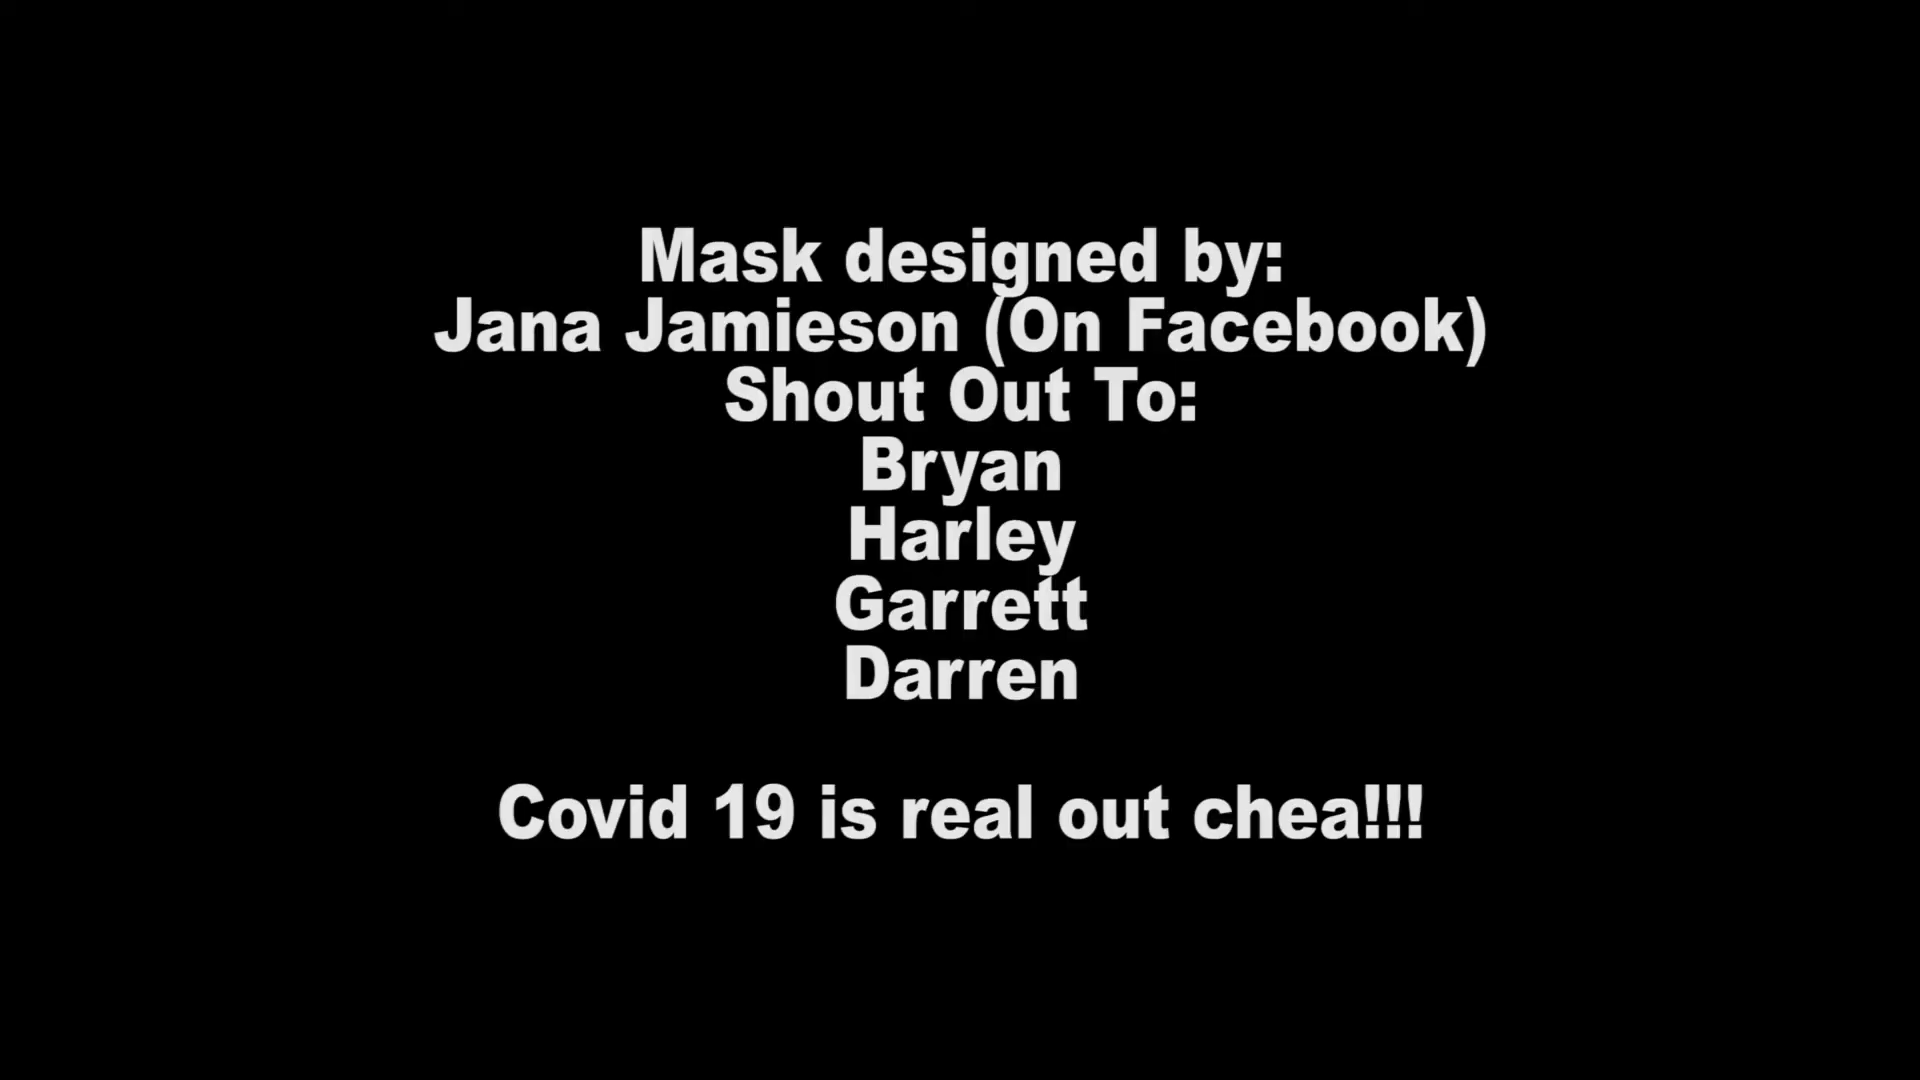 Mask designed by:
Jana Jamieson (On Facebook)
Shout Out To:
Bryan
Harley
Garrett
Darren
Covid 19 is real out chea!!!